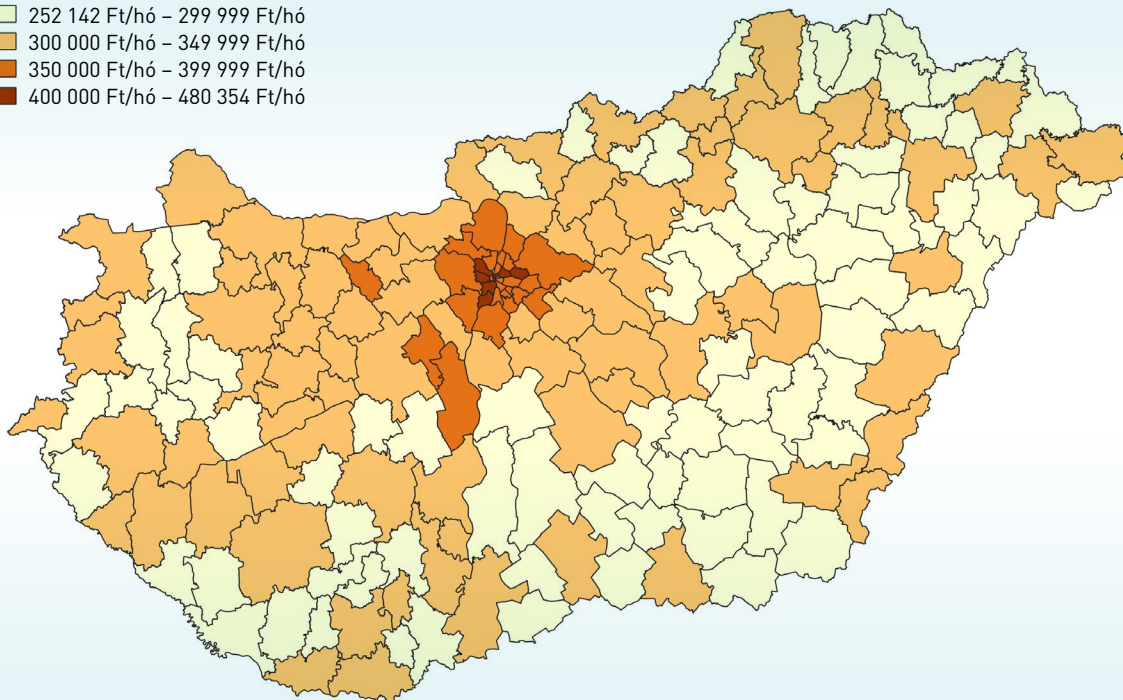 252 142 Ft/hó – 299 999 Ft/hó
300 000 Ft/hó – 349 999 Ft/hó
350 000 Ft/hó – 399 999 Ft/hó
400 000 Ft/hó – 480 354 Ft/hó